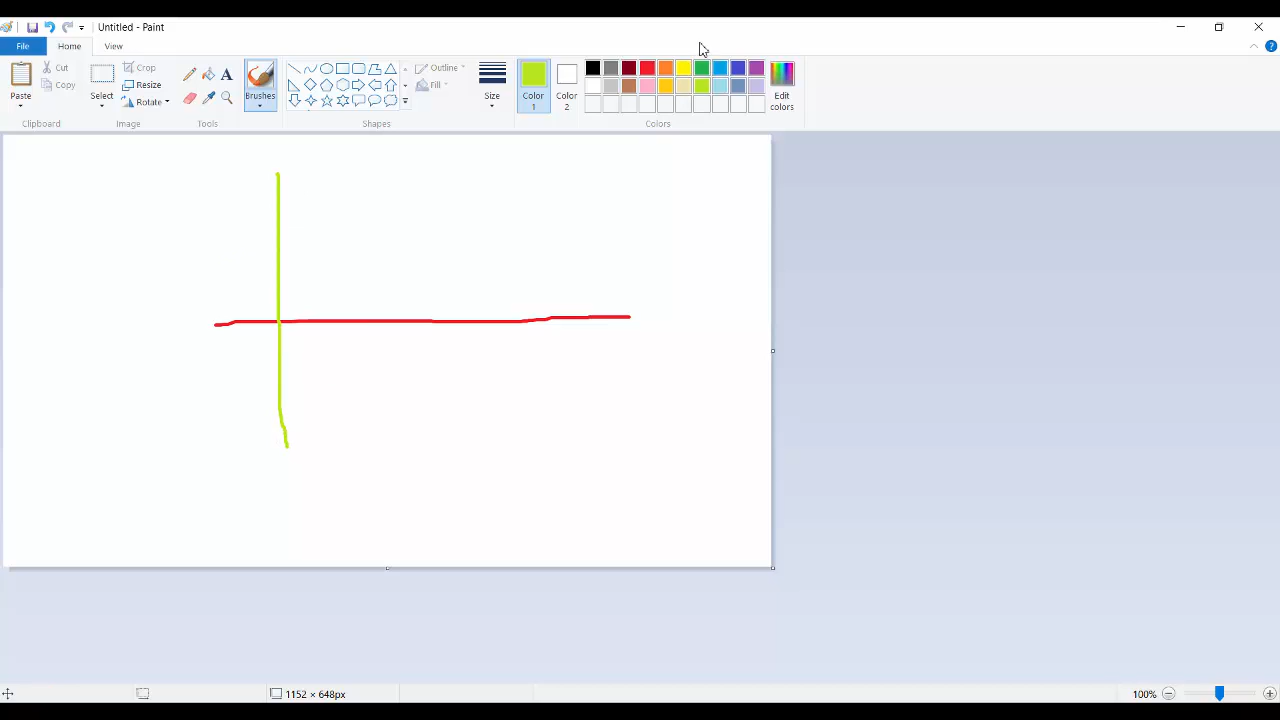 Untitled - Paint
File Home View
Paste Cut Copy
Select Crop Resize Rotate
A
Brushes
Outline Fill
Size
Color 1
Color 2
Edit colors
Clipboard Image Tools Shapes Colors
1152 × 648px 100%